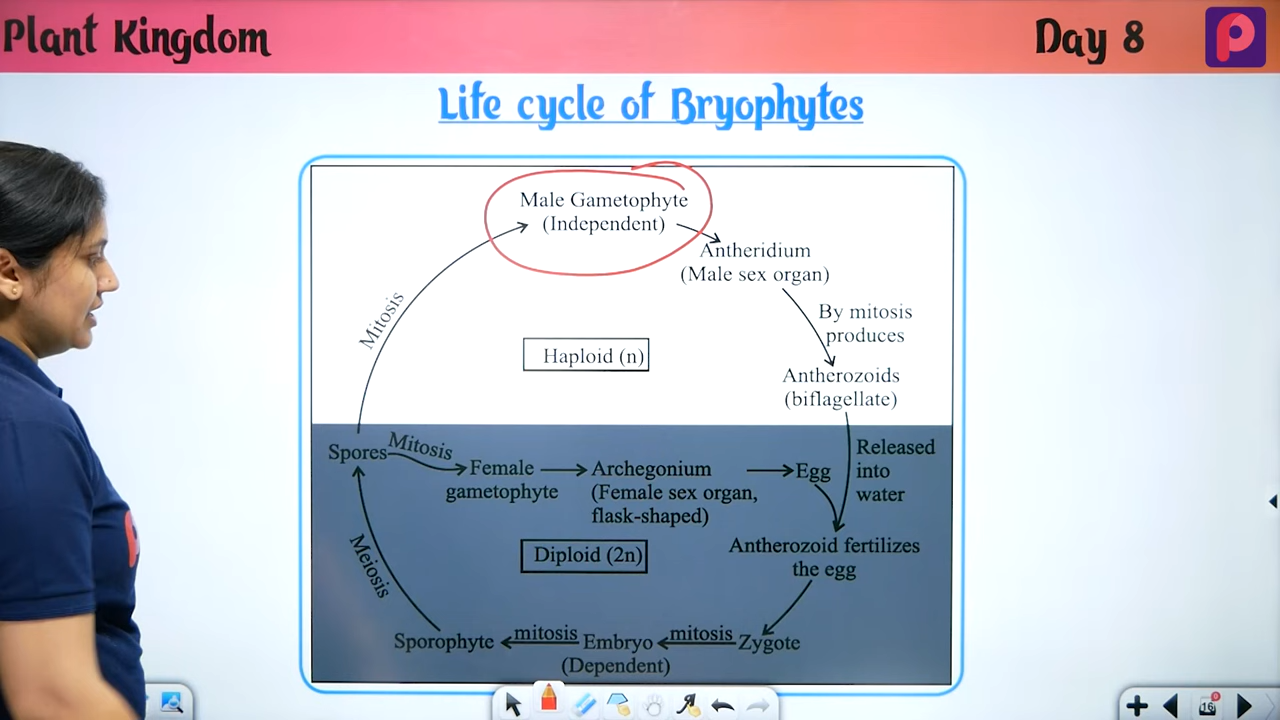 Plant Kingdom
Day 8
Life cycle of Bryophytes
Male Gametophyte
(Independent)
Antheridium
(Male sex organ)
Mitosis
By mitosis
produces
Haploid (n)
Antherozoids
(biflagellate)
Spores
Mitosis
Female
gametophyte
Archegonium
(Female sex organ,
flask-shaped)
Egg
Released
into
water
Diploid (2n)
Antherozoid fertilizes
the egg
Meiosis
Sporophyte
mitosis
Embryo
(Dependent)
mitosis
Zygote
16